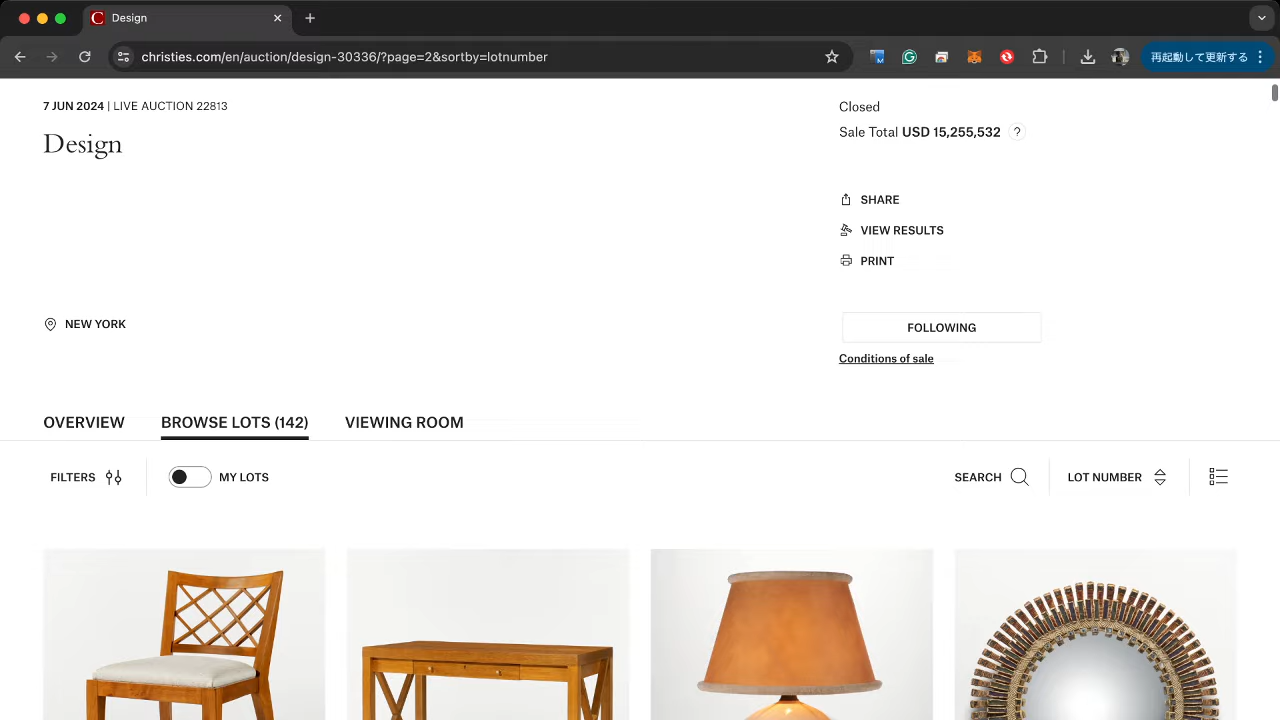 Design
christies.com/en/auction/design-30336/?page=2&sortby=lotnumber
再起動して更新する
7 JUN 2024 | LIVE AUCTION 22813
Design
NEW YORK
Closed
Sale Total USD 15,255,532 ?
SHARE
VIEW RESULTS
PRINT
FOLLOWING
Conditions of sale
OVERVIEW BROWSE LOTS (142) VIEWING ROOM
FILTERS MY LOTS SEARCH LOT NUMBER